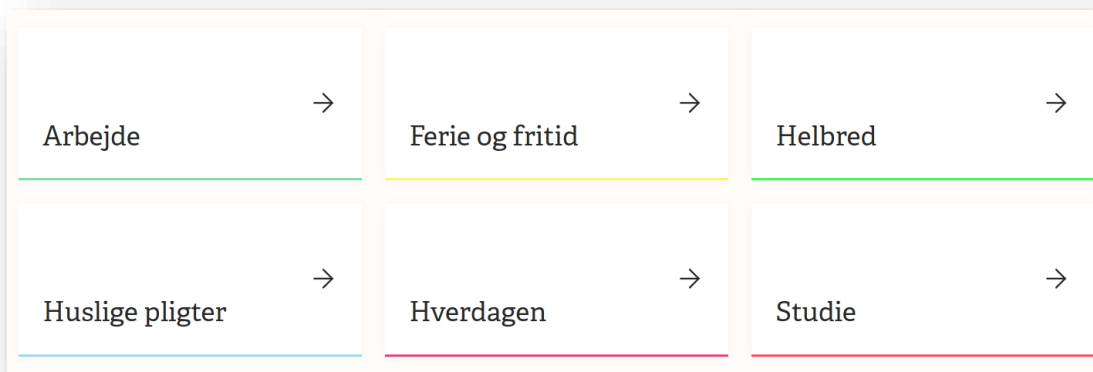 Arbejde
Ferie og fritid
Helbred
Huslige pligter
Hverdagen
Studie